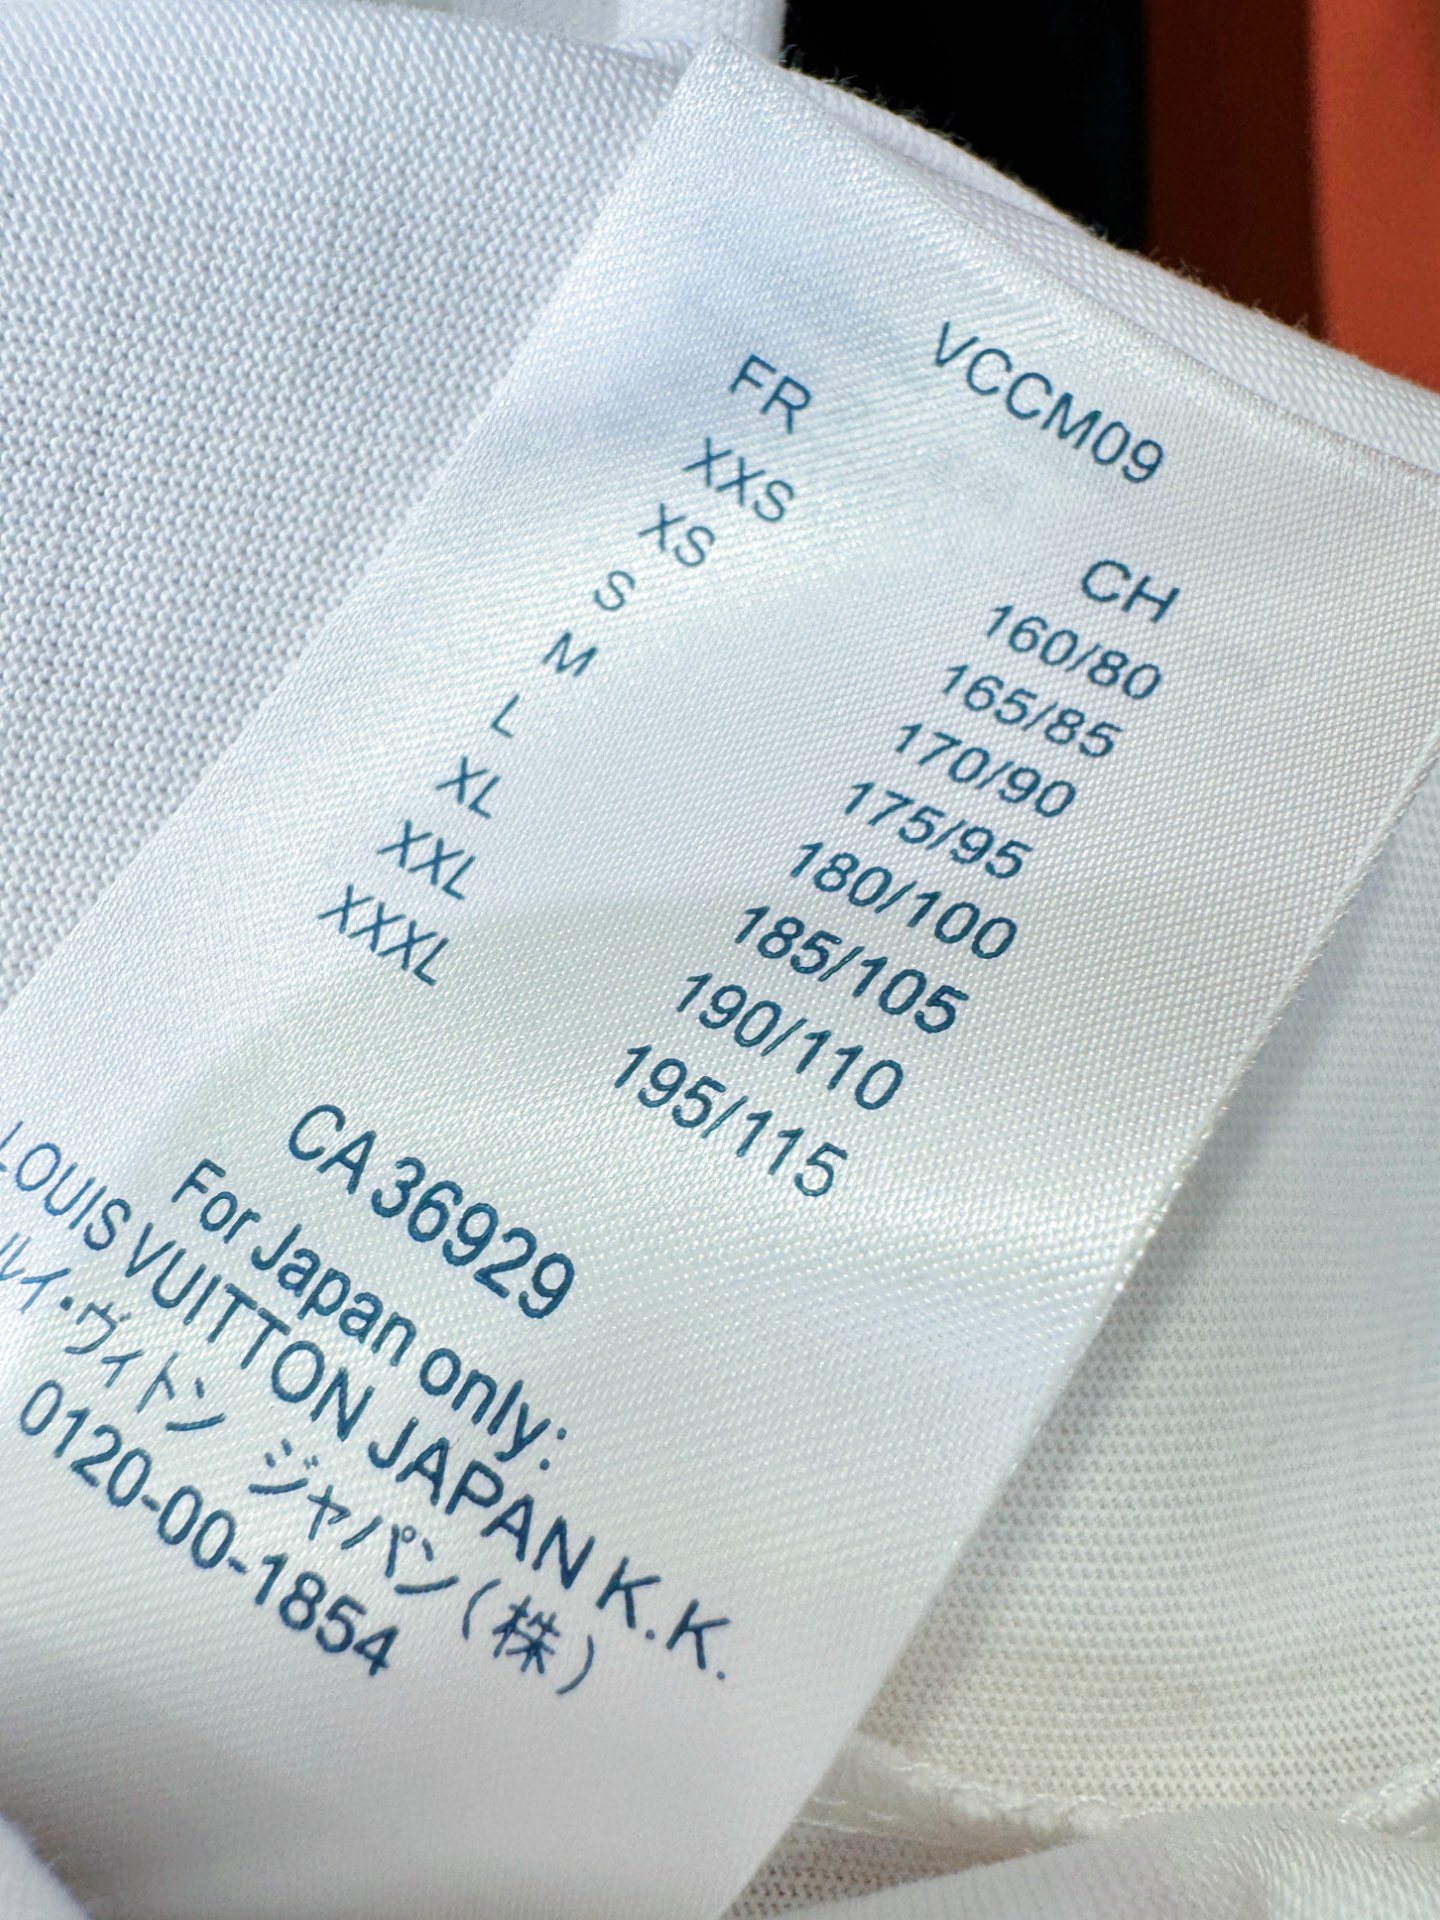 VCCM09
FR CH
XXS 160/80
XS 165/85
S 170/90
M 175/95
L 180/100
XL 185/105
XXL 190/110
XXXL 195/115
CA 36929
For Japan only:
LOUIS VUITTON JAPAN K.K.
ルイ・ヴィトン ジャパン(株)
0120-00-1854